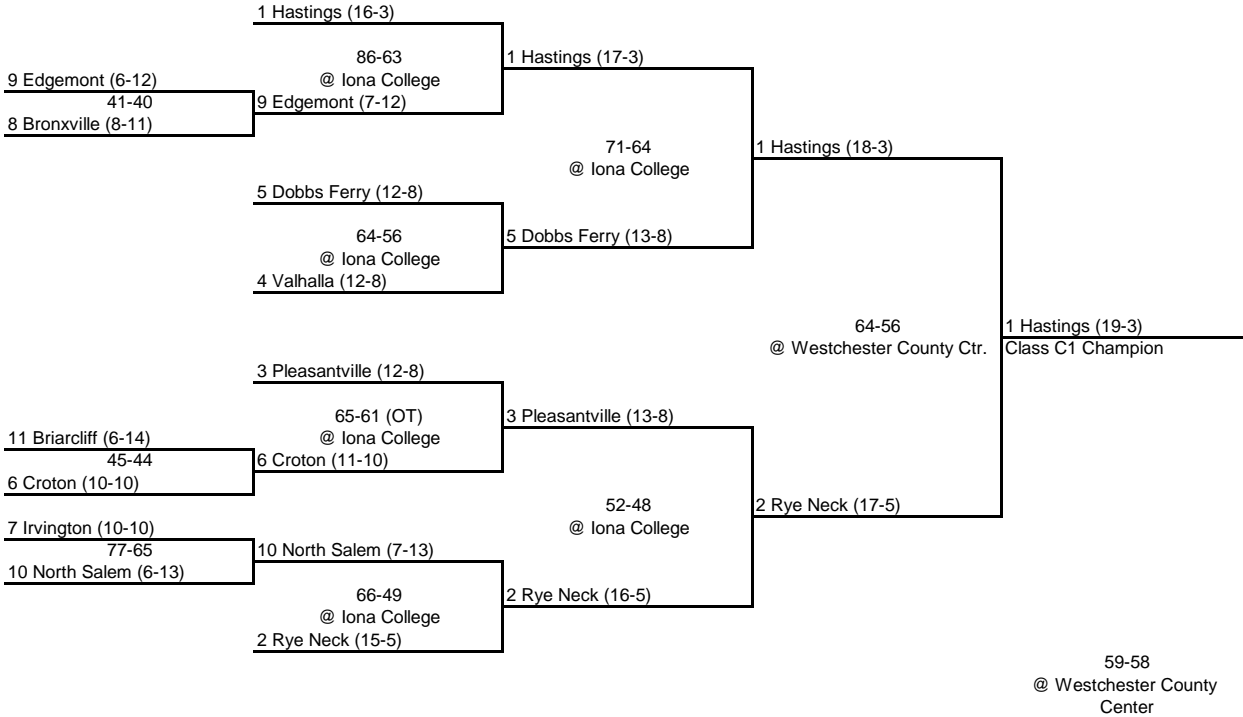 1 Hastings (16-3)
86-63
@ Iona College
1 Hastings (17-3)
9 Edgemont (6-12)
41-40
9 Edgemont (7-12)
8 Bronxville (8-11)
71-64
@ Iona College
1 Hastings (18-3)
5 Dobbs Ferry (12-8)
64-56
@ Iona College
5 Dobbs Ferry (13-8)
4 Valhalla (12-8)
64-56
@ Westchester County Ctr.
1 Hastings (19-3)
Class C1 Champion
3 Pleasantville (12-8)
65-61 (OT)
@ Iona College
3 Pleasantville (13-8)
11 Briarcliff (6-14)
45-44
6 Croton (11-10)
6 Croton (10-10)
52-48
@ Iona College
2 Rye Neck (17-5)
7 Irvington (10-10)
77-65
10 North Salem (7-13)
10 North Salem (6-13)
66-49
@ Iona College
2 Rye Neck (16-5)
2 Rye Neck (15-5)
59-58
@ Westchester County
Center